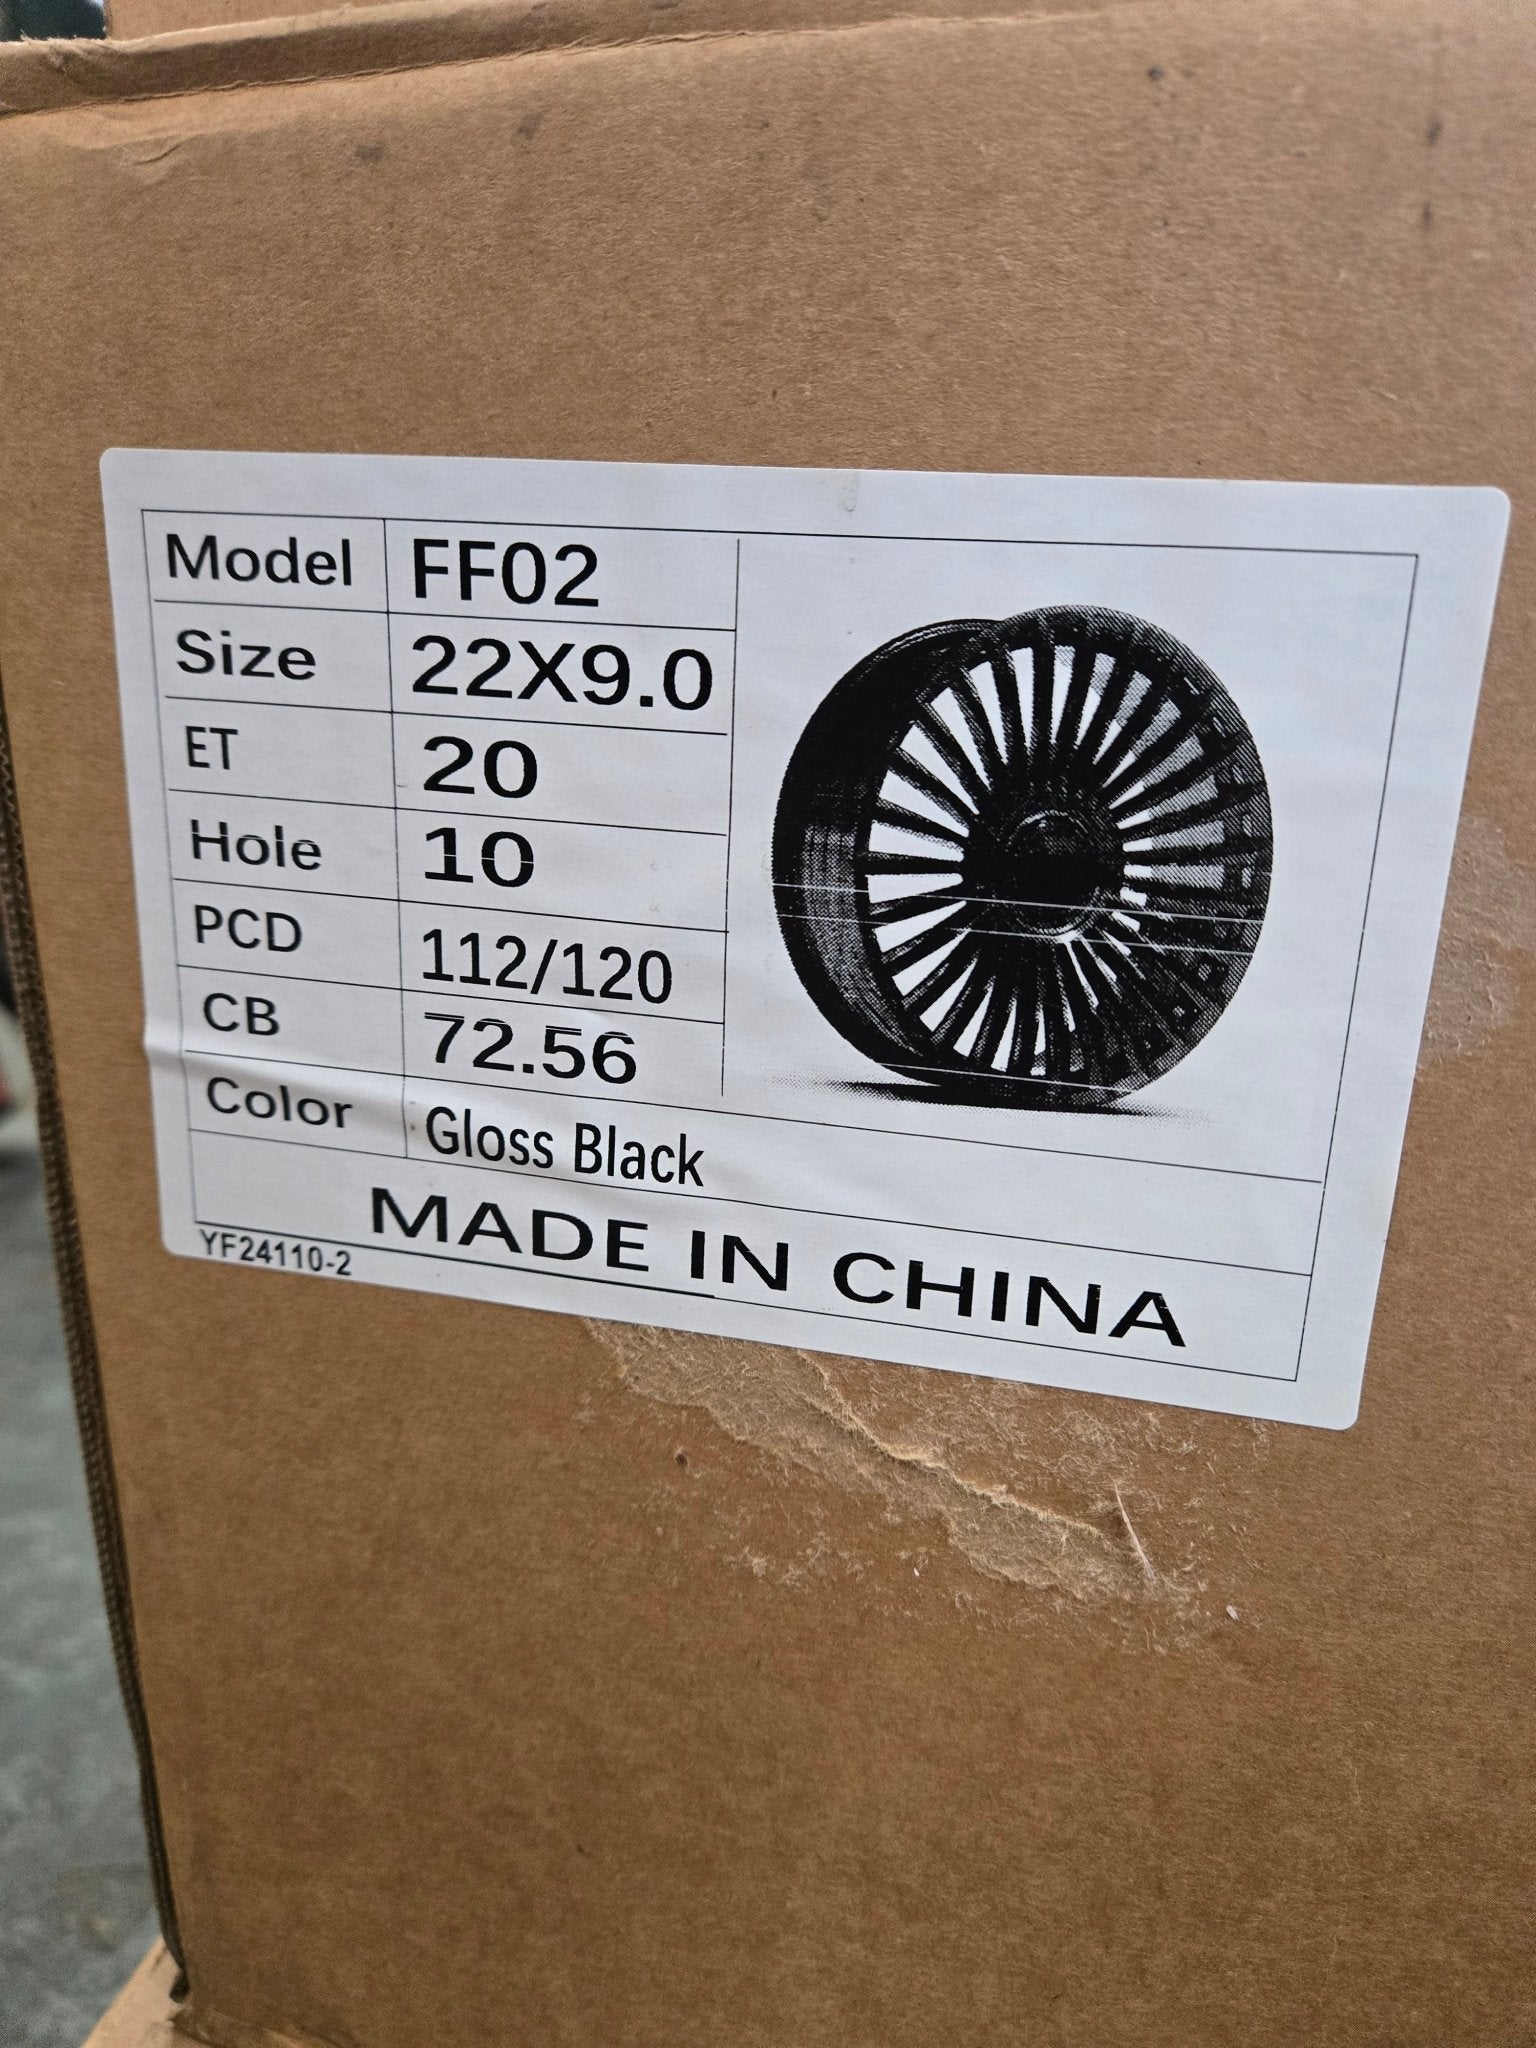 Model FF02
Size 22X9.0
ET 20
Hole 10
PCD 112/120
CB 72.56
Color Gloss Black
MADE IN CHINA
YF24110-2